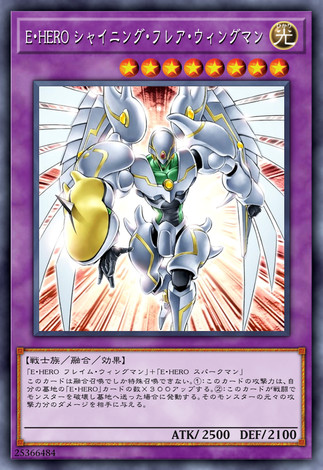 E・HERO シャイニング・フレア・ウィングマン
光
【戦士族／融合／効果】
「E・HERO フレイム・ウィングマン」＋「E・HERO スパークマン」
このカードは融合召喚でしか特殊召喚できない。①：このカードの攻撃力は、自
分の墓地の「E・HERO」カードの数×３００アップする。②：このカードが戦闘で
モンスターを破壊し墓地へ送った場合に発動する。そのモンスターの元々の攻
撃力分のダメージを相手に与える。
ATK/ 2500 DEF/2100
25366484